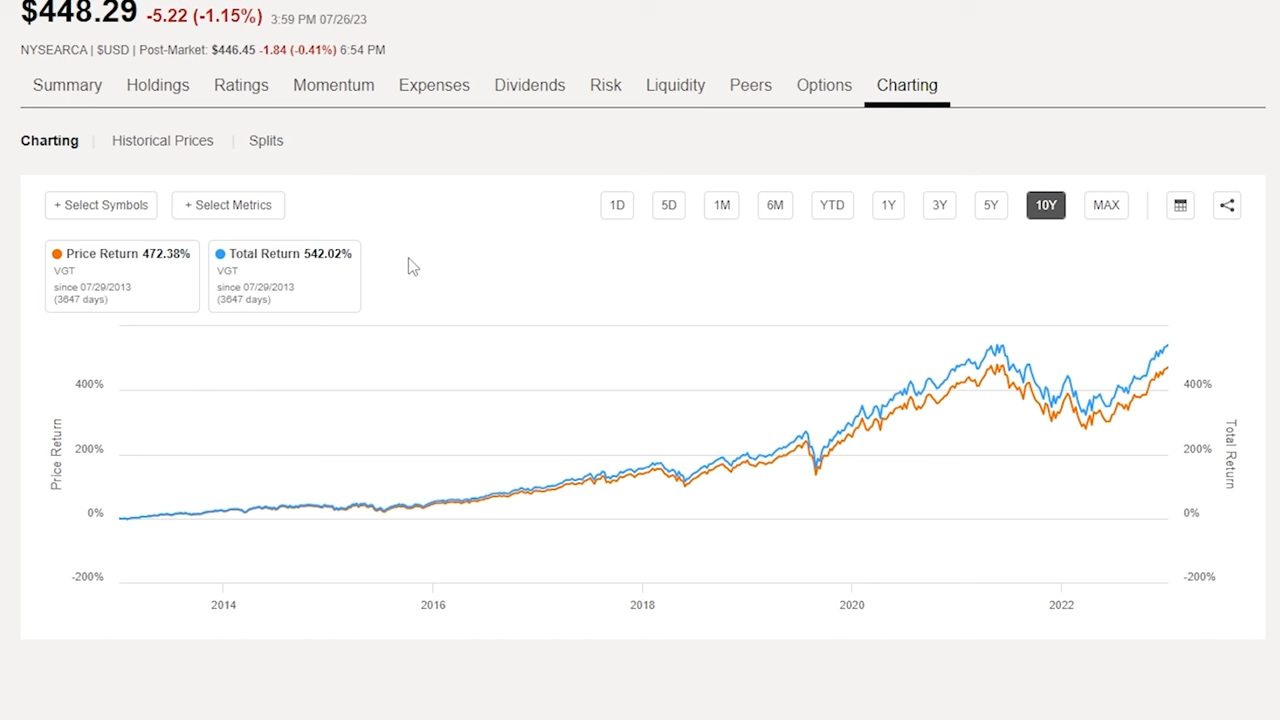 $448.29 -5.22 (-1.15%) 3:59 PM 07/26/23
NYSEARCA | $USD | Post-Market: $446.45 -1.84 (-0.41%) 6:54 PM
Summary Holdings Ratings Momentum Expenses Dividends Risk Liquidity Peers Options Charting
Charting | Historical Prices | Splits
+ Select Symbols + Select Metrics 1D 5D 1M 6M YTD 1Y 3Y 5Y 10Y MAX
Price Return 472.38% Total Return 542.02%
VGT VGT
since 07/29/2013 since 07/29/2013
(3647 days) (3647 days)
400% 400%
Price Return
Total Return
200% 200%
0% 0%
-200% -200%
2014 2016 2018 2020 2022